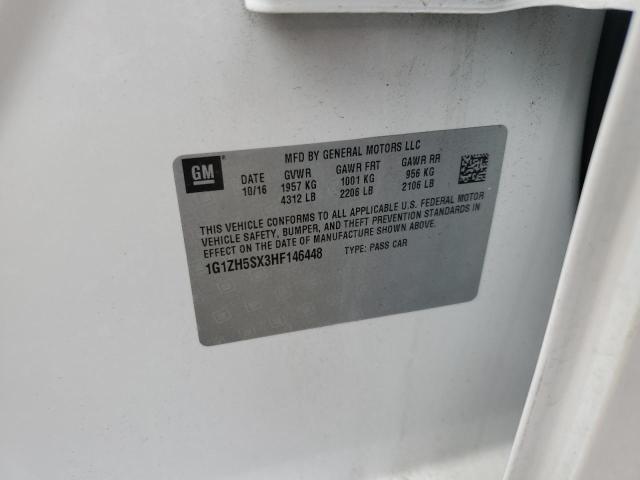 GM
MFD BY GENERAL MOTORS LLC
DATE GVWR GAWR FRT GAWR RR
10/16 1957 KG 1001 KG 956 KG
4312 LB 2206 LB 2106 LB
THIS VEHICLE CONFORMS TO ALL APPLICABLE U.S. FEDERAL MOTOR
VEHICLE SAFETY, BUMPER, AND THEFT PREVENTION STANDARDS IN
EFFECT ON THE DATE OF MANUFACTURE SHOWN ABOVE.
1G1ZH5SX3HF146448 TYPE: PASS CAR